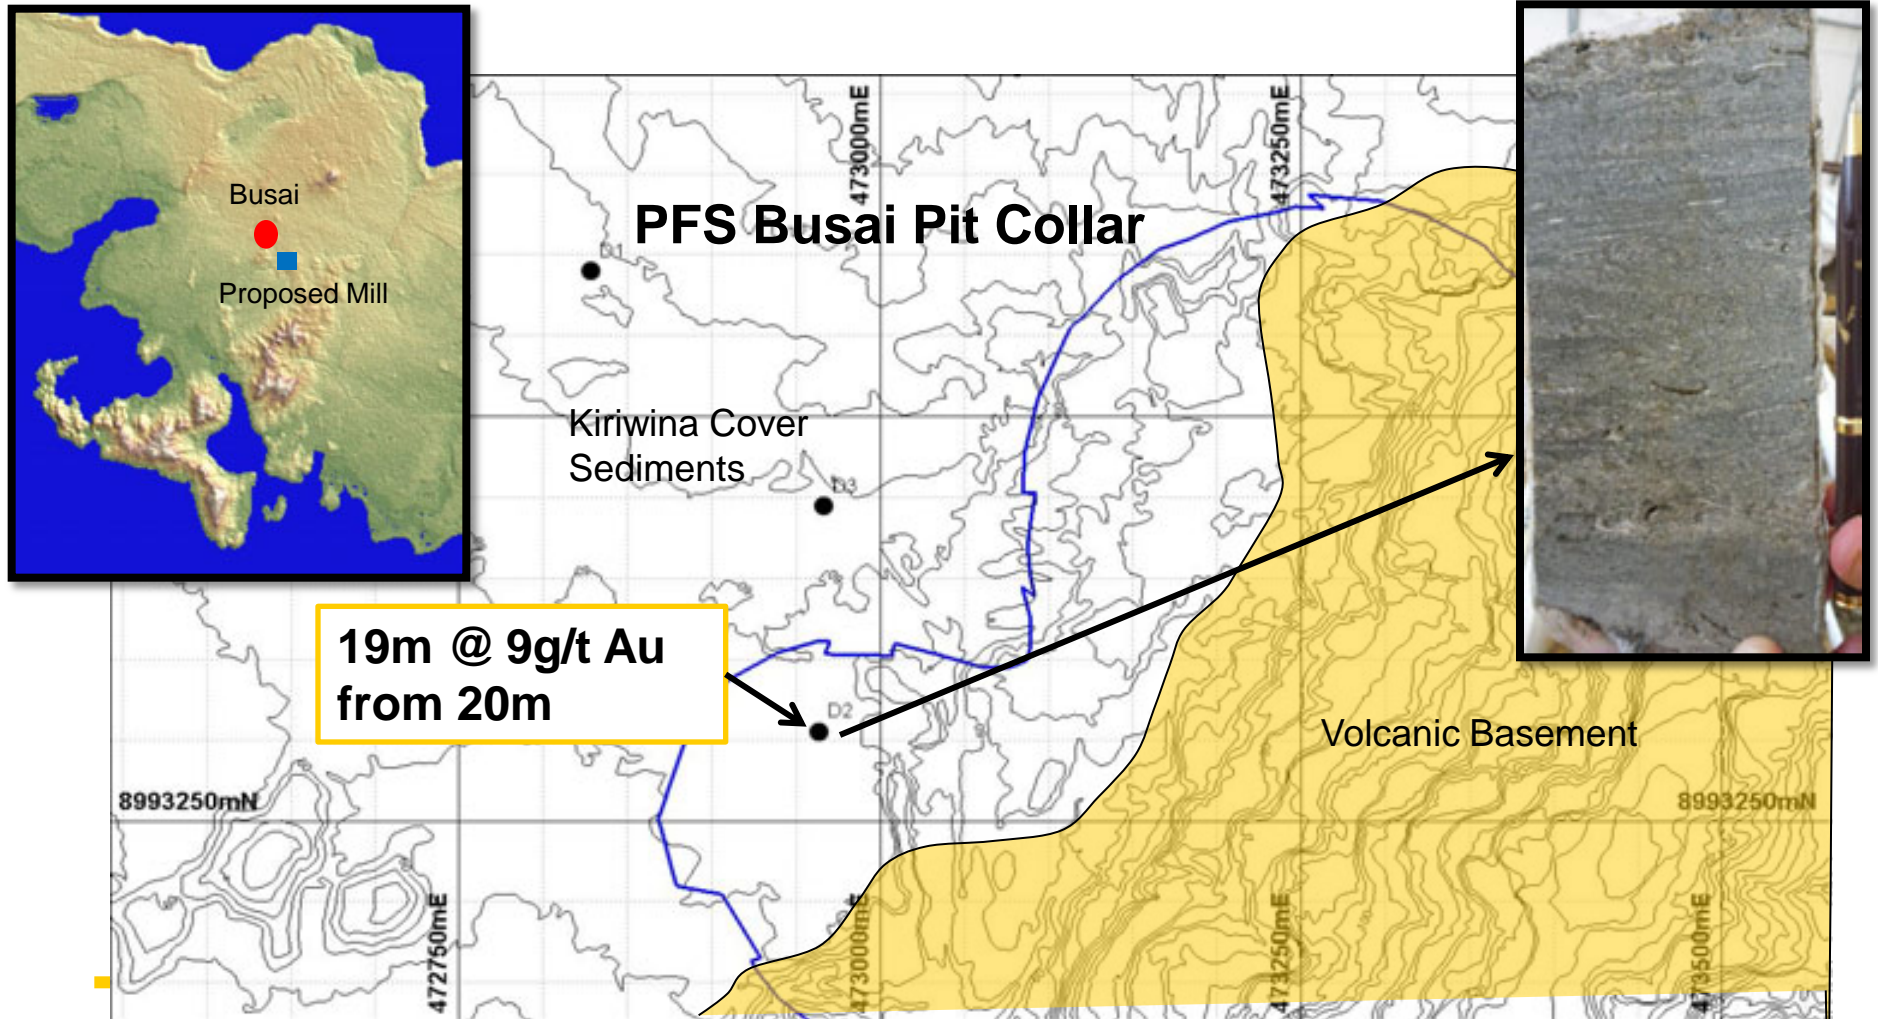 Busai
Proposed Mill
473000mE
473250mE
PFS Busai Pit Collar
D1
Kiriwina Cover
Sediments
D3
19m @ 9g/t Au
from 20m
D2
Volcanic Basement
8993250mN
8993250mN
472750mE
473000mE
473250mE
473500mE